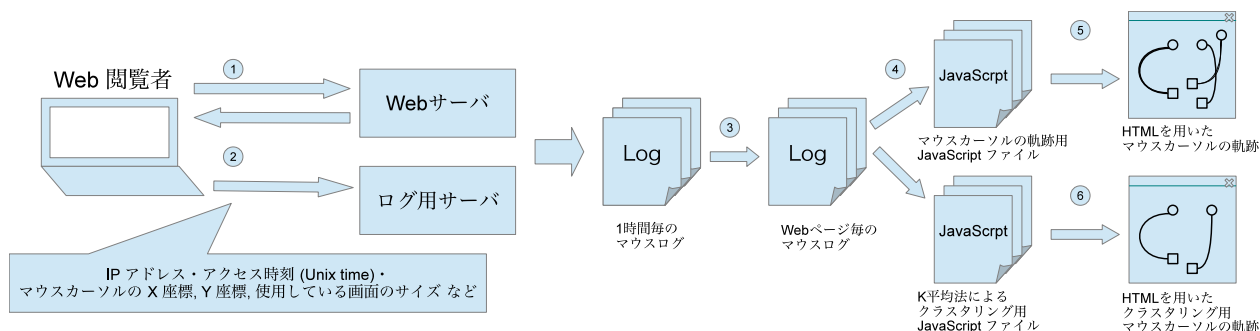 Web 閲覧者
①
Webサーバ
②
ログ用サーバ
IP アドレス・アクセス時刻 (Unix time)・
マウスカーソルの X 座標, Y 座標, 使用している画面のサイズ など
Log
1時間毎の
マウスログ
③
Log
Webページ毎の
マウスログ
④
JavaScrpt
マウスカーソルの軌跡用
JavaScript ファイル
⑤
HTMLを用いた
マウスカーソルの軌跡
JavaScrpt
K平均法による
クラスタリング用
JavaScript ファイル
⑥
HTMLを用いた
クラスタリング用
マウスカーソルの軌跡